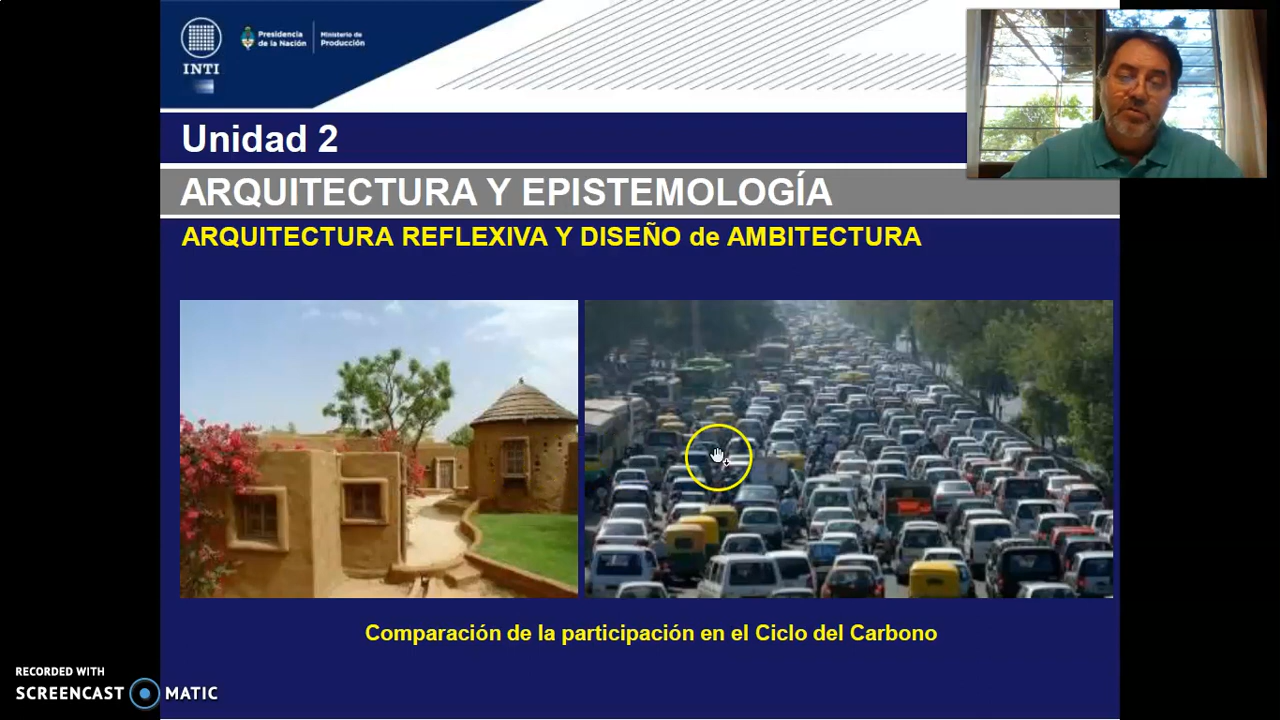 INTI
Presidencia
de la Nación
Ministerio de
Producción
Unidad 2
ARQUITECTURA Y EPISTEMOLOGÍA
ARQUITECTURA REFLEXIVA Y DISEÑO de AMBITECTURA
Comparación de la participación en el Ciclo del Carbono
RECORDED WITH
SCREENCAST MATIC